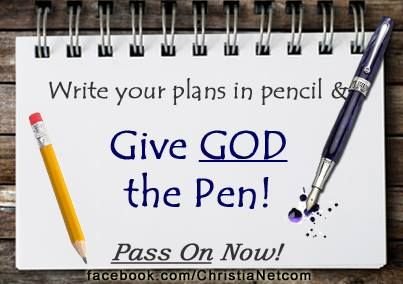 Write your plans in pencil &
Give GOD
the Pen!
Pass On Now!
facebook.com/ChristiaNetcom